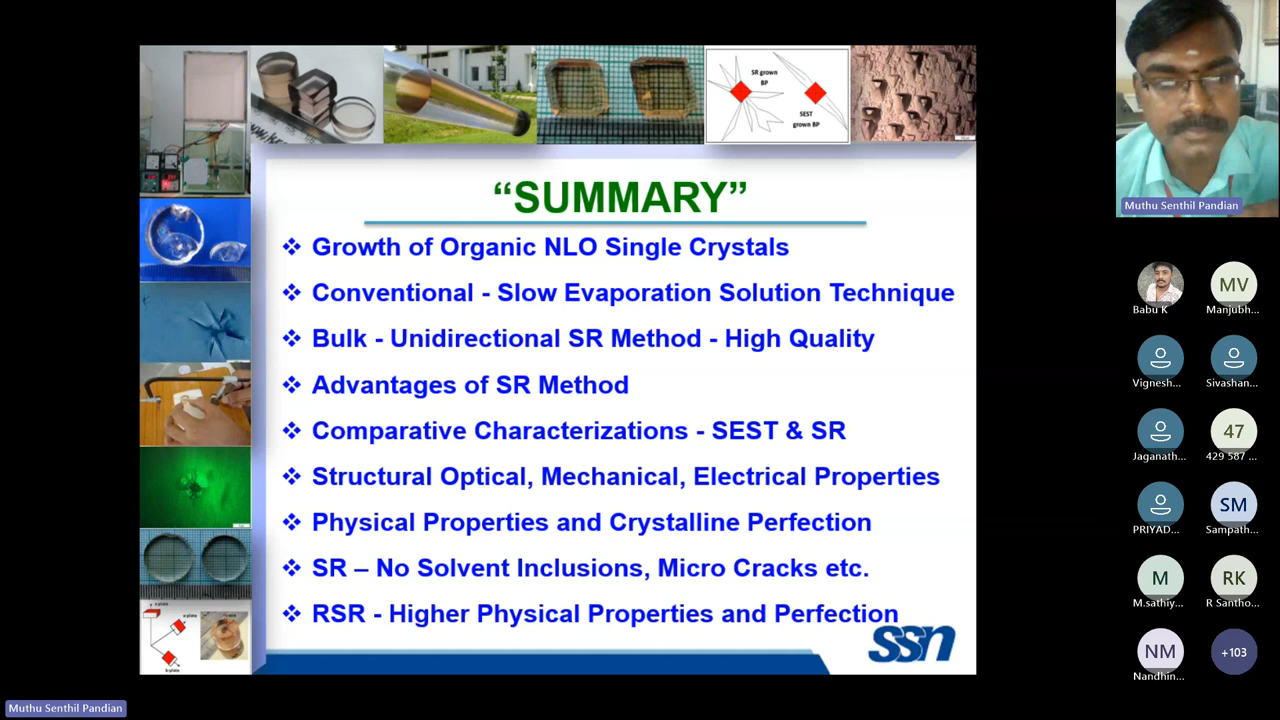 SR grown
BP
SEST
grown BP
“SUMMARY”
❖ Growth of Organic NLO Single Crystals
❖ Conventional - Slow Evaporation Solution Technique
❖ Bulk - Unidirectional SR Method - High Quality
❖ Advantages of SR Method
❖ Comparative Characterizations - SEST & SR
❖ Structural Optical, Mechanical, Electrical Properties
❖ Physical Properties and Crystalline Perfection
❖ SR – No Solvent Inclusions, Micro Cracks etc.
❖ RSR - Higher Physical Properties and Perfection
ssn
Muthu Senthil Pandian
MV
Babu K
Manjubh...
Vignesh...
Sivashan...
47
Jaganath...
429 587 ...
SM
PRIYAD...
Sampath...
M
RK
M.sathiy...
R Santho...
NM
+103
Nandhin...
Muthu Senthil Pandian